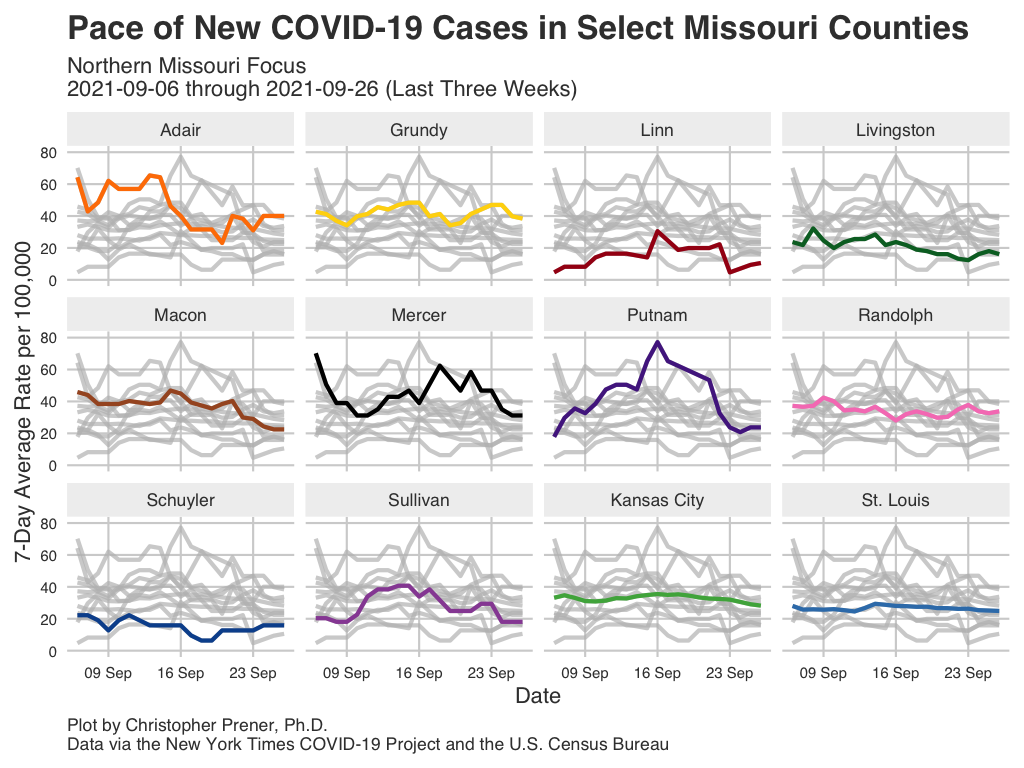 Pace of New COVID-19 Cases in Select Missouri Counties
Northern Missouri Focus
2021-09-06 through 2021-09-26 (Last Three Weeks)
7-Day Average Rate per 100,000
Adair Grundy Linn Livingston
80
60
40
20
0
Macon Mercer Putnam Randolph
80
60
40
20
0
Schuyler Sullivan Kansas City St. Louis
80
60
40
20
0
09 Sep 16 Sep 23 Sep 09 Sep 16 Sep 23 Sep 09 Sep 16 Sep 23 Sep 09 Sep 16 Sep 23 Sep
Date
Plot by Christopher Prener, Ph.D.
Data via the New York Times COVID-19 Project and the U.S. Census Bureau